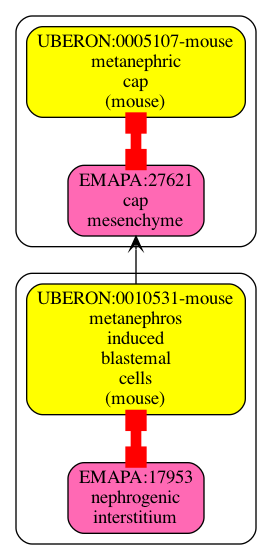 UBERON:0005107-mouse
metanephric
cap
(mouse)
EMAPA:27621
cap
mesenchyme
UBERON:0010531-mouse
metanephros
induced
blastemal
cells
(mouse)
EMAPA:17953
nephrogenic
interstitium